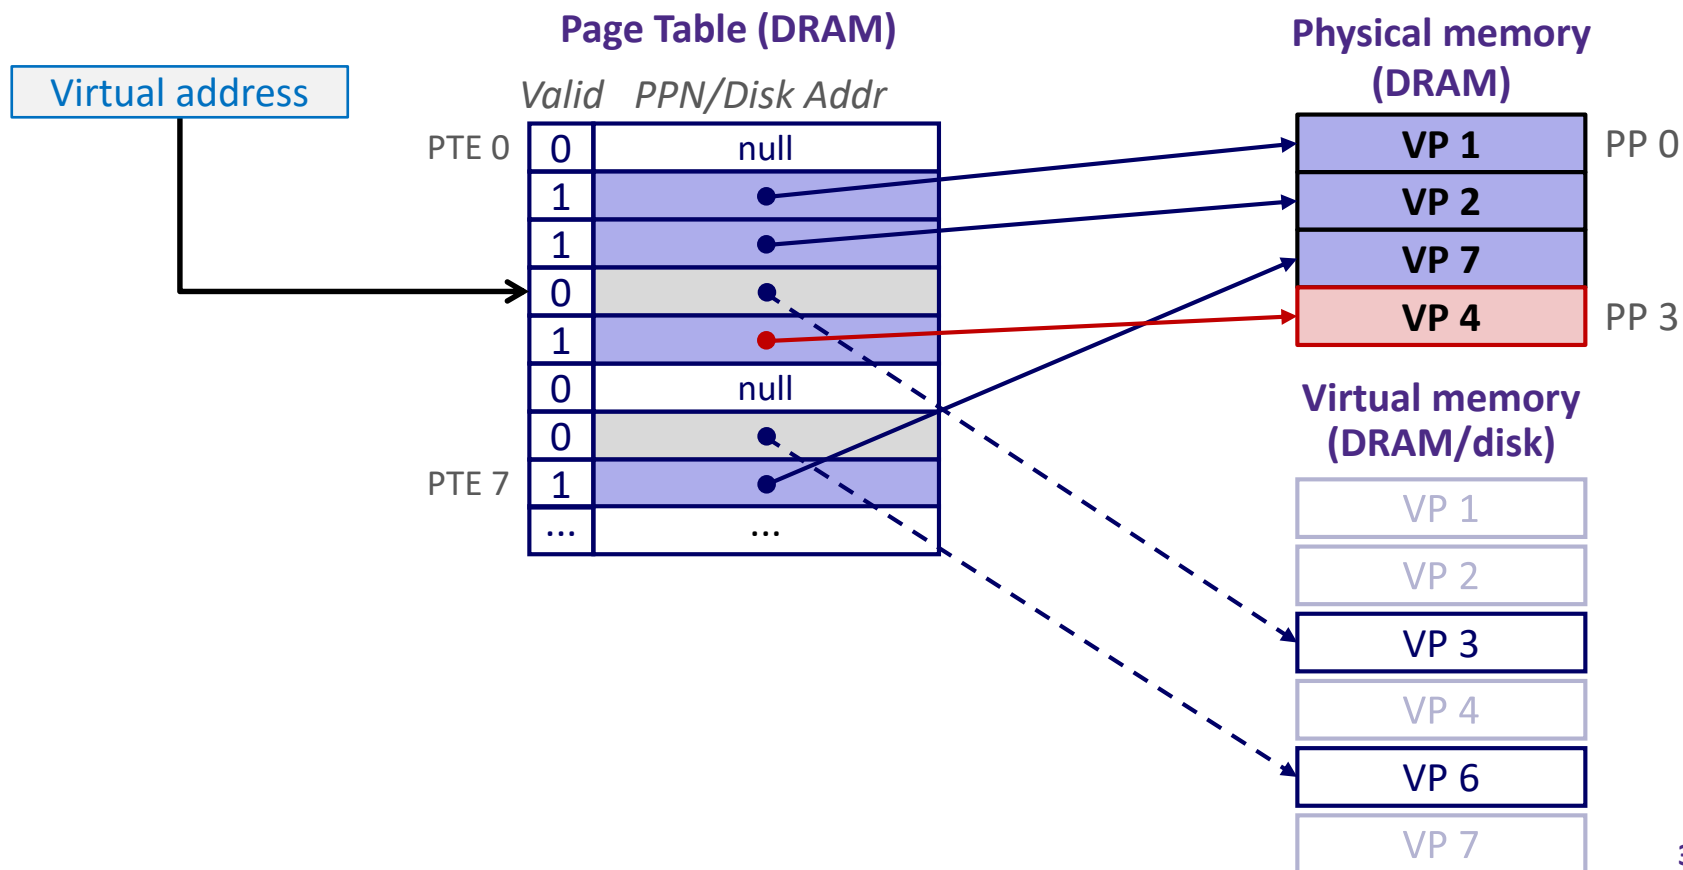 Page Table (DRAM)
Physical memory
(DRAM)
Virtual address
Valid PPN/Disk Addr
PTE 0 0 null
1
1
0
1
0 null
0
PTE 7 1
... ...
VP 1 PP 0
VP 2
VP 7
VP 4 PP 3
Virtual memory
(DRAM/disk)
VP 1
VP 2
VP 3
VP 4
VP 6
VP 7